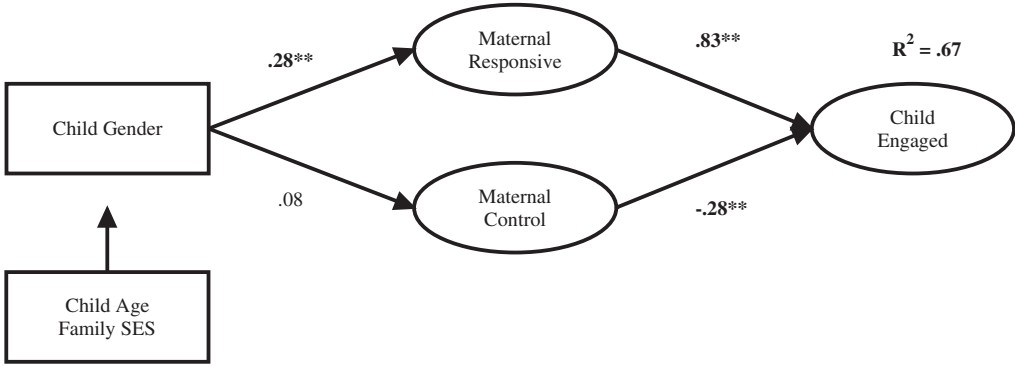 Child Gender
Child Age
Family SES
.28**
.08
Maternal
Responsive
Maternal
Control
.83**
-.28**
R² = .67
Child
Engaged